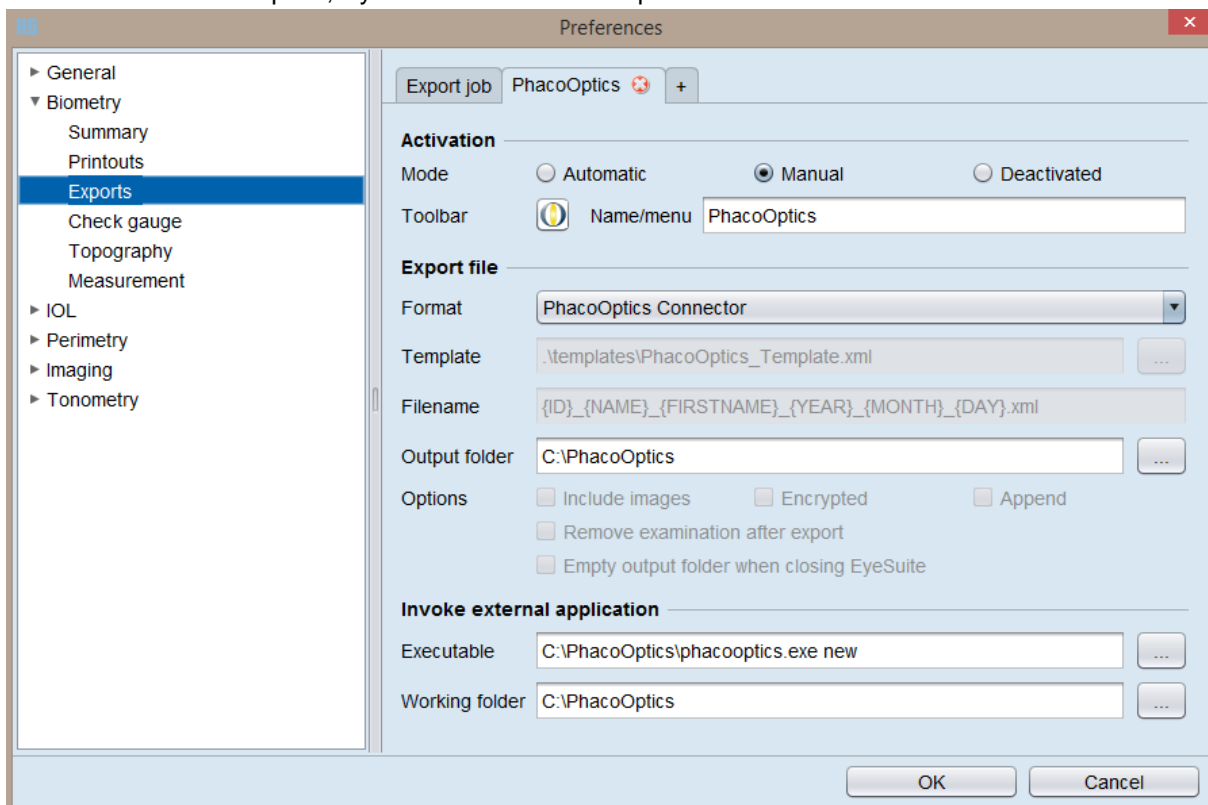 Preferences
General
Biometry
Summary
Printouts
Exports
Check gauge
Topography
Measurement
IOL
Perimetry
Imaging
Tonometry
Export job PhacoOptics +
Activation
Mode Automatic Manual Deactivated
Toolbar Name/menu PhacoOptics
Export file
Format PhacoOptics Connector
Template .\templates\PhacoOptics_Template.xml ...
Filename {ID}_{NAME}_{FIRSTNAME}_{YEAR}_{MONTH}_{DAY}.xml
Output folder C:\PhacoOptics ...
Options Include images Encrypted Append
Remove examination after export
Empty output folder when closing EyeSuite
Invoke external application
Executable C:\PhacoOptics\phacooptics.exe new ...
Working folder C:\PhacoOptics ...
OK Cancel